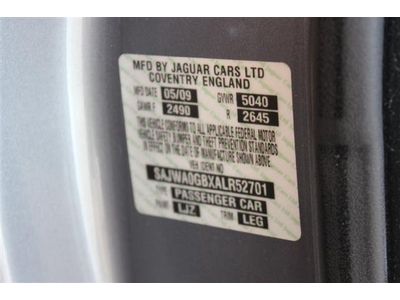 MFD BY JAGUAR CARS LTD
COVENTRY ENGLAND
MFD DATE 05/09 GVWR 5040
GAWR F 2490 R 2645
THIS VEHICLE CONFORMS TO ALL APPLICABLE FEDERAL MOTOR
VEHICLE SAFETY BUMPER AND THEFT PREVENTION STANDARDS
IN EFFECT ON THE DATE OF MANUFACTURE SHOWN ABOVE
VEH IDENT NO
SAJWA0GBXALR52701
TYPE PASSENGER CAR
PAINT LJZ TRIM LEG